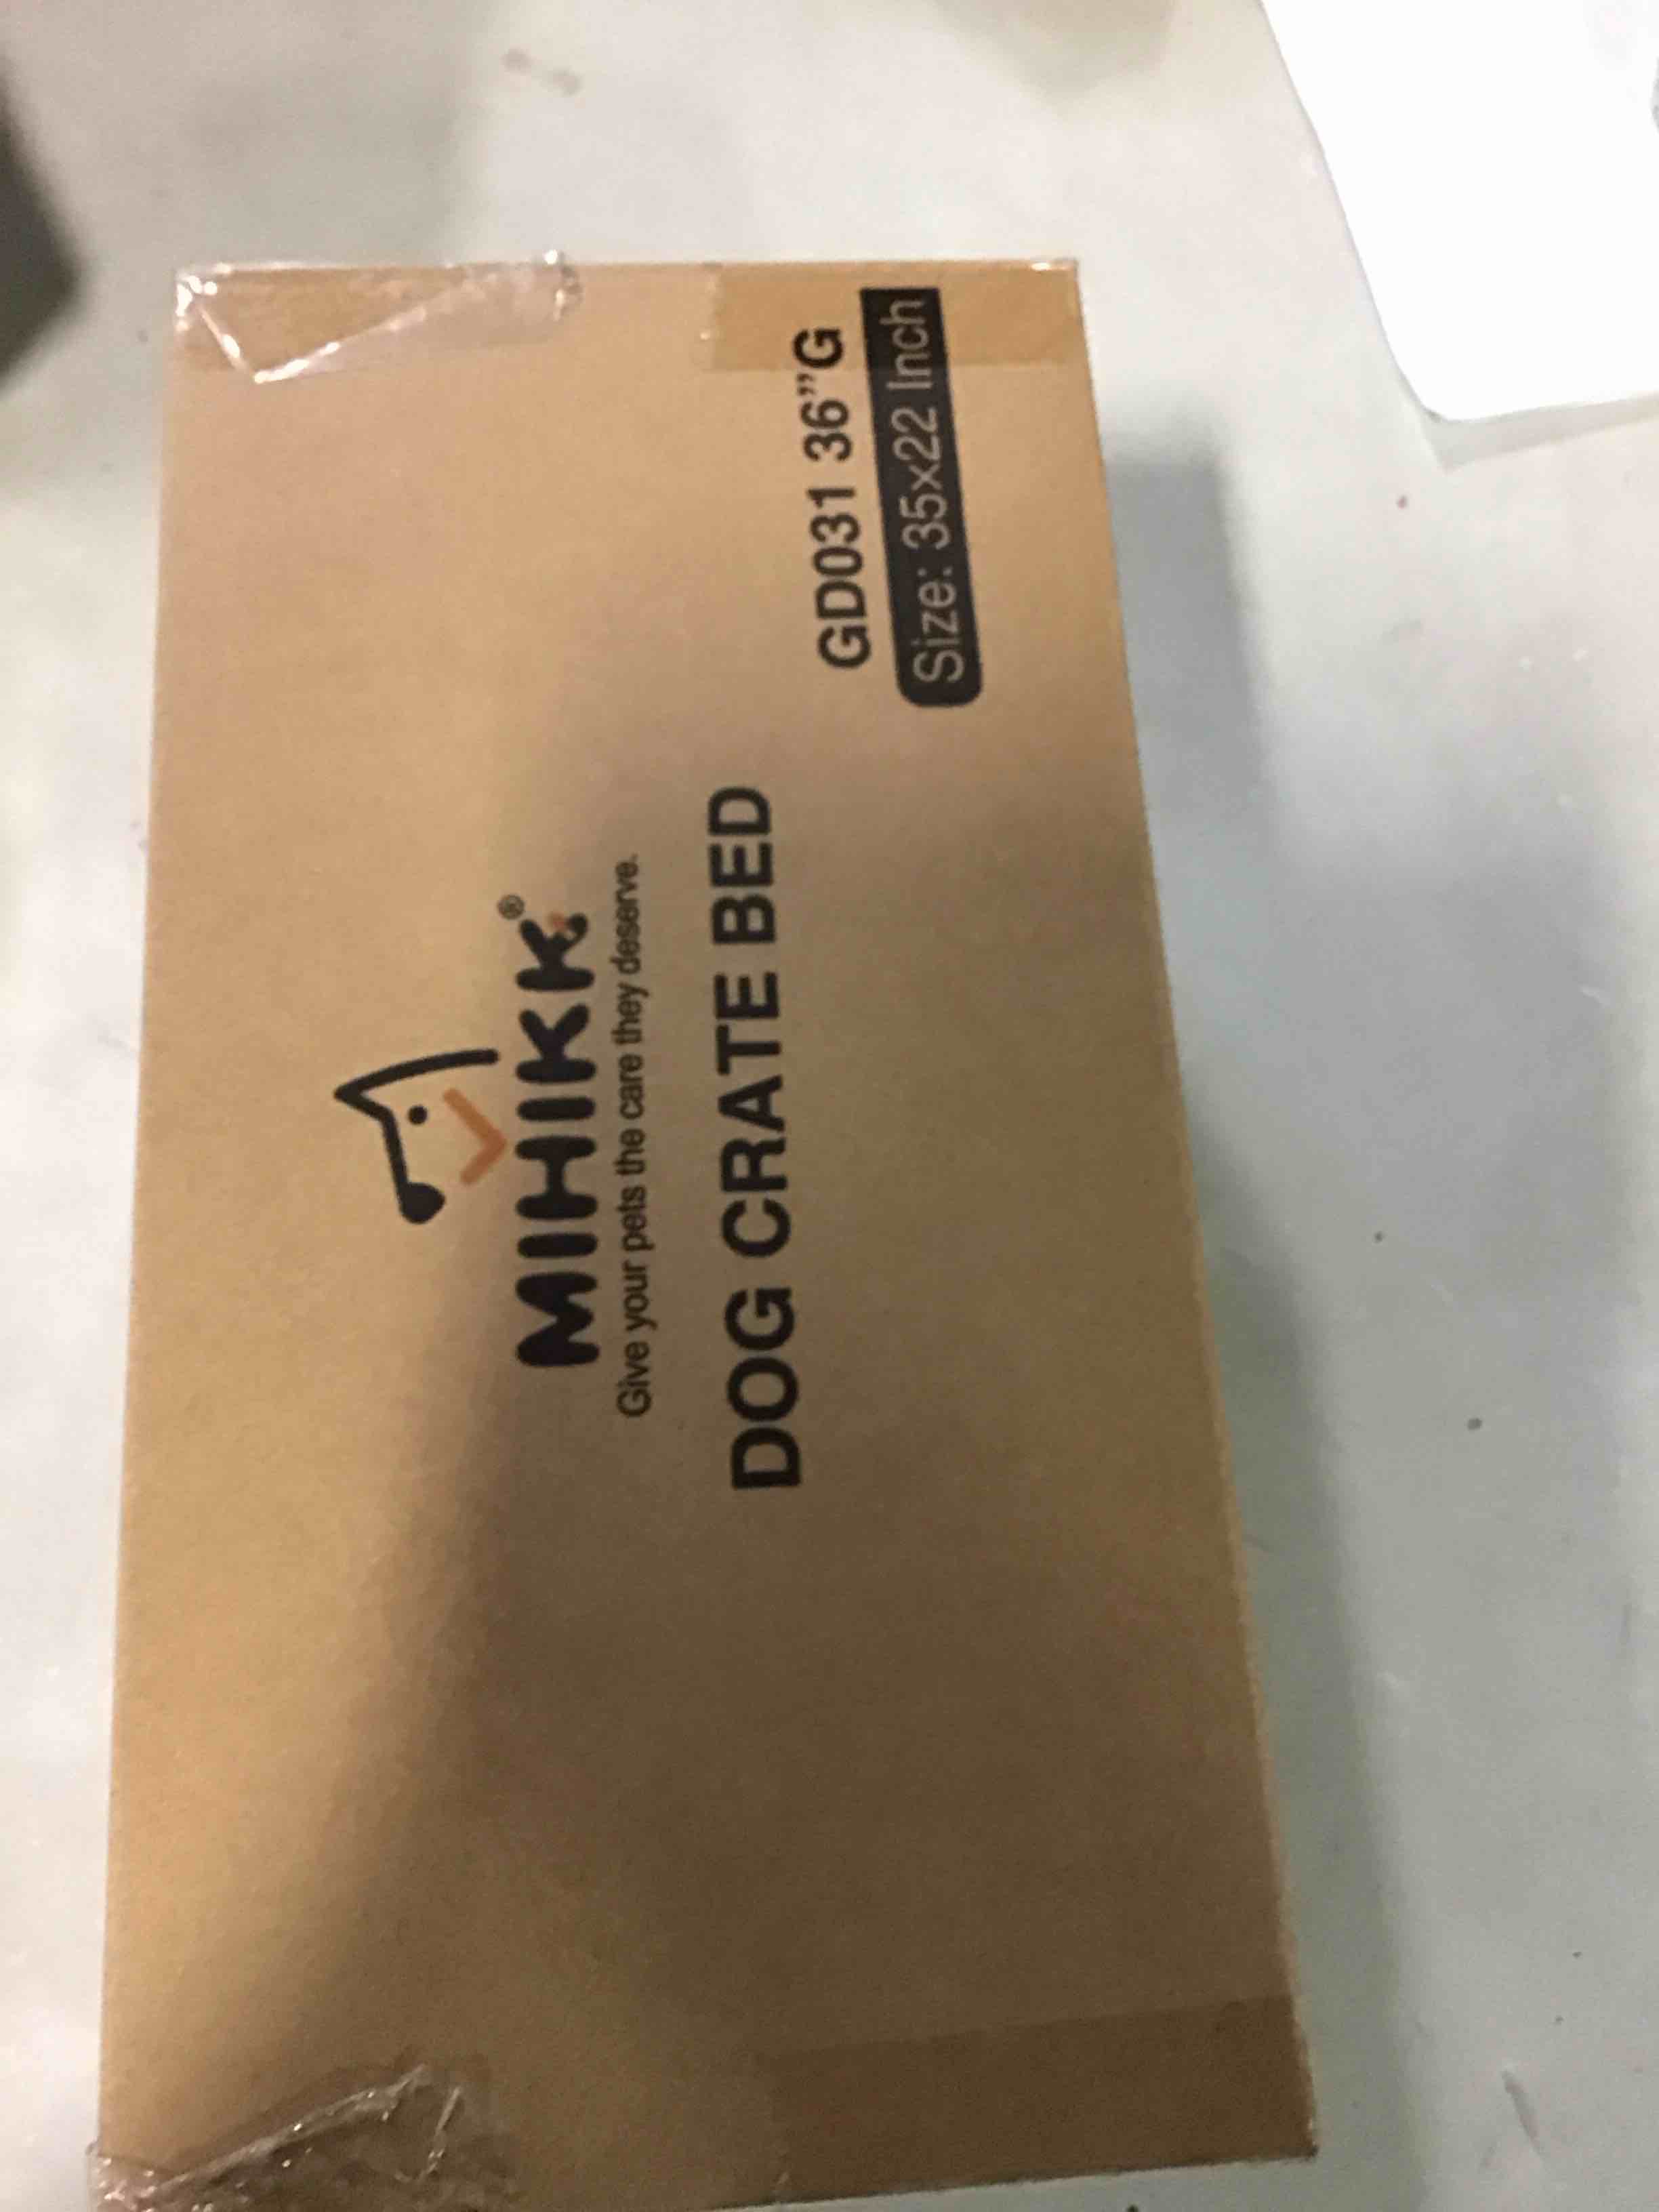 MIHIKK®
Give your pets the care they deserve.
DOG CRATE BED
GD031 36”G
Size: 35x22 Inch